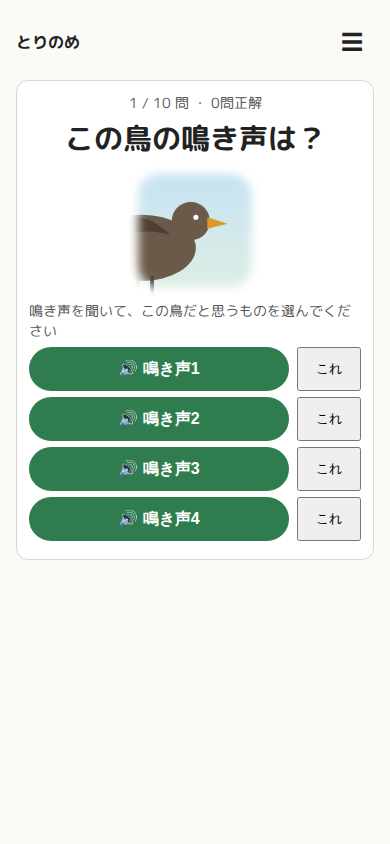 とりのめ
1 / 10 問 · 0問正解
この鳥の鳴き声は？
鳴き声を聞いて、この鳥だと思うものを選んでくだ
さい
🔊 鳴き声1
これ
🔊 鳴き声2
これ
🔊 鳴き声3
これ
🔊 鳴き声4
これ